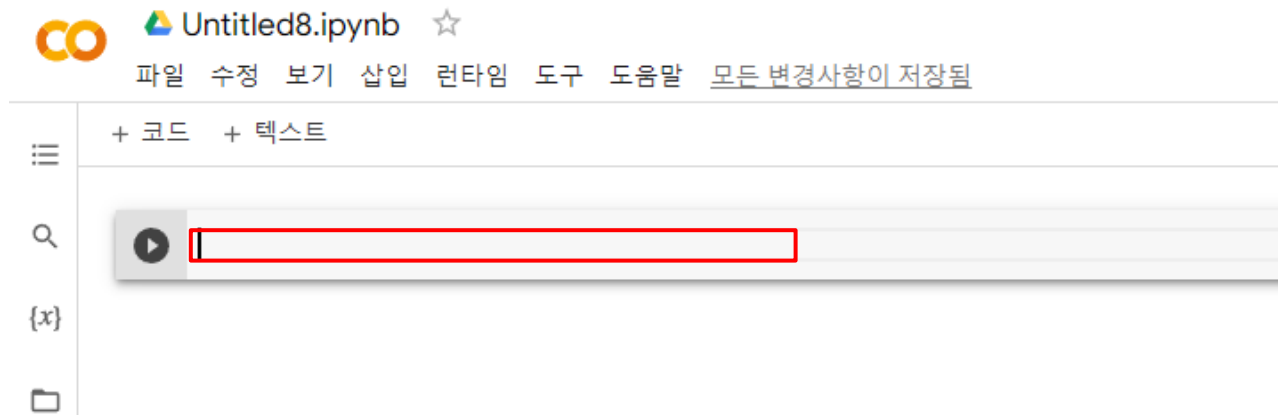 Untitled8.ipynb
파일 수정 보기 삽입 런타임 도구 도움말 모든 변경사항이 저장됨
+ 코드 + 텍스트
{x}